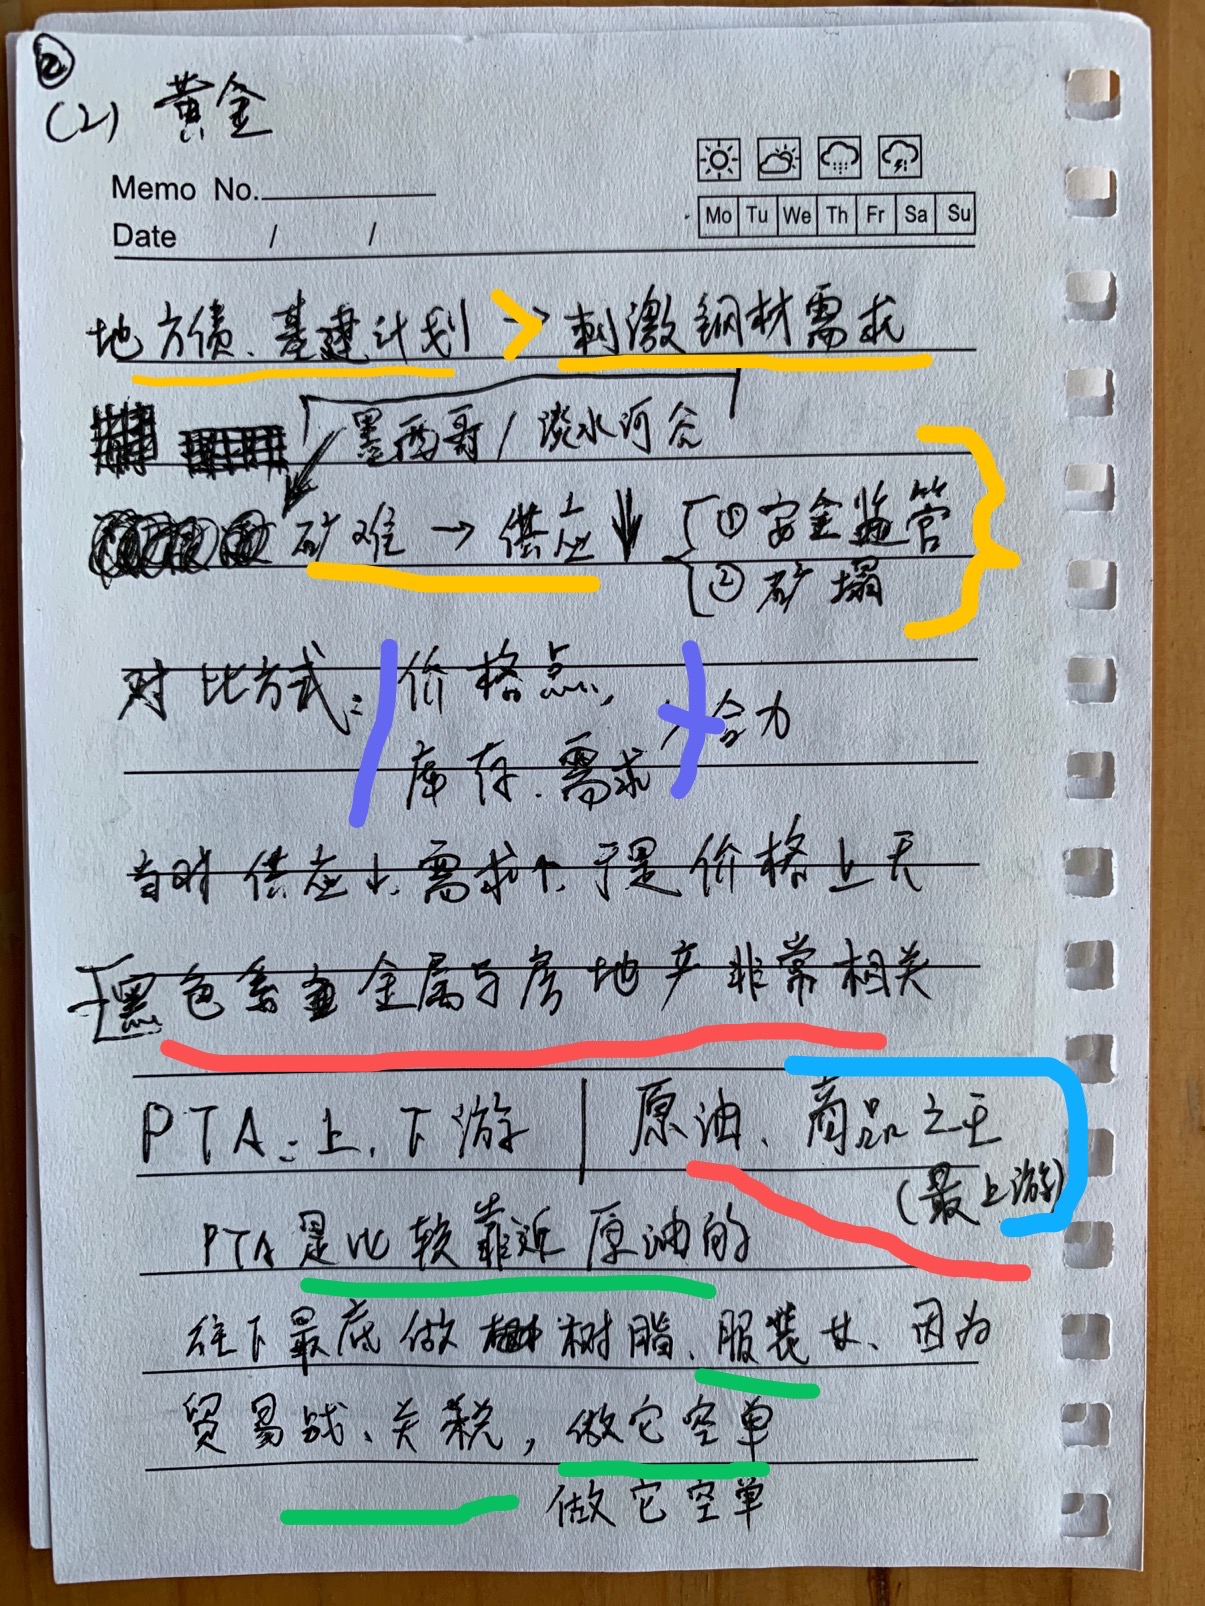 ②
(2) 黄金
Memo No.
Mo Tu We Th Fr Sa Su
Date / /
地方债、基建计划 → 刺激钢材需求
墨西哥/淡水河谷
矿难 → 供应↓ ①安全监管
②矿塌
对比方式: 价格点,
合力
库存、需求
当时供应↓、需求↑、于是价格上天
黑色系金属与房地产非常相关
PTA:上、下游 | 原油、商品之王
(最上游)
PTA是比较靠近原油的
往下最底做树脂、服装、因为
贸易战、关税,做它空单
做它空单